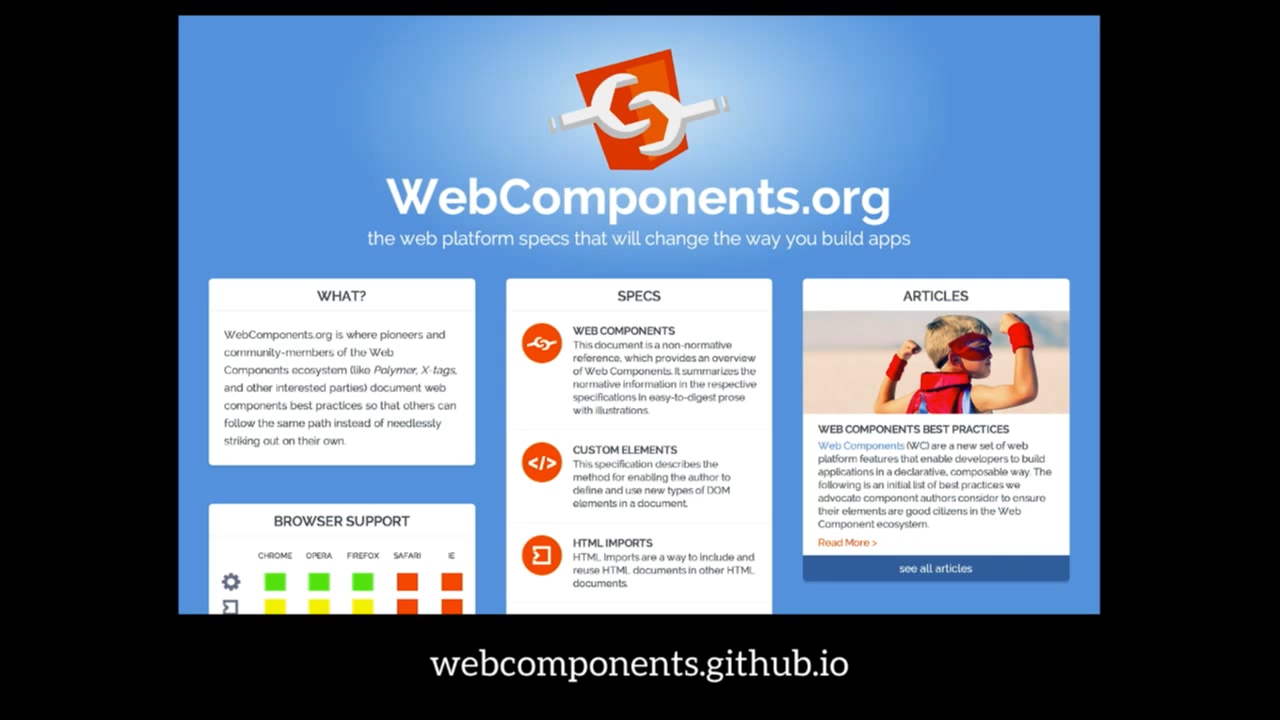 WebComponents.org
the web platform specs that will change the way you build apps
WHAT?
WebComponents.org is where pioneers and
community-members of the Web
Components ecosystem (like Polymer, X-tags,
and other interested parties) document web
components best practices so that others can
follow the same path instead of needlessly
striking out on their own.
BROWSER SUPPORT
CHROME OPERA FIREFOX SAFARI IE
SPECS
WEB COMPONENTS
This document is a non-normative
reference, which provides an overview
of Web Components. It summarizes the
normative information in the respective
specifications in easy-to-digest prose
with illustrations.
CUSTOM ELEMENTS
This specification describes the
method for enabling the author to
define and use new types of DOM
elements in a document.
HTML IMPORTS
HTML Imports are a way to include and
reuse HTML documents in other HTML
documents.
ARTICLES
WEB COMPONENTS BEST PRACTICES
Web Components (WC) are a new set of web
platform features that enable developers to build
applications in a declarative, composable way. The
following is an initial list of best practices we
advocate component authors consider to ensure
their elements are good citizens in the Web
Component ecosystem.
Read More >
see all articles
webcomponents.github.io